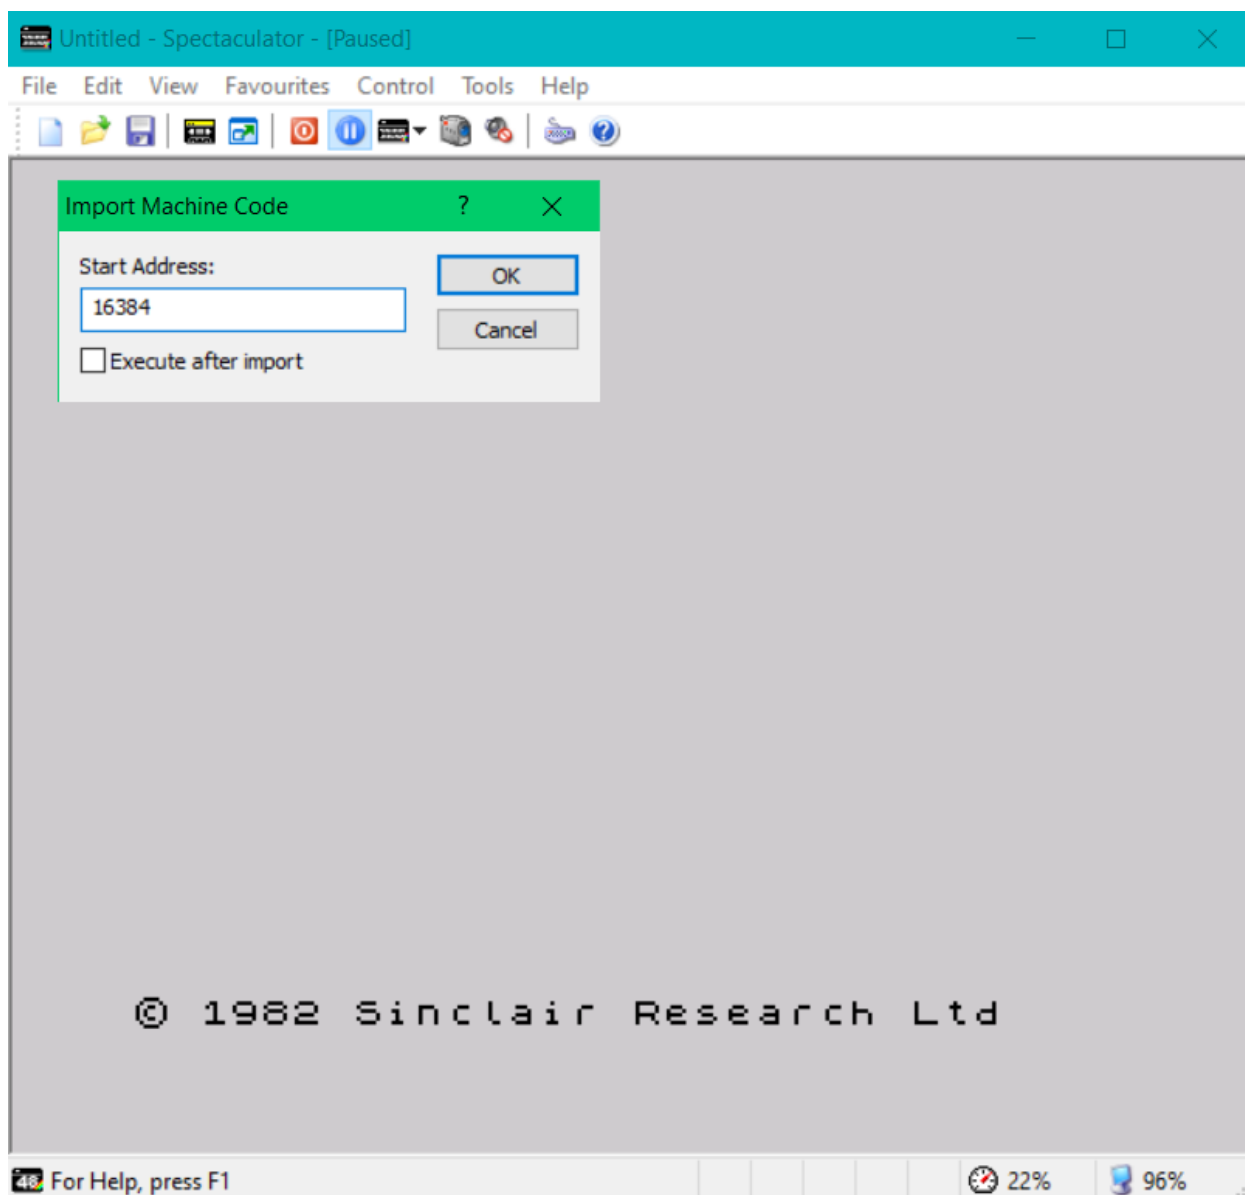 Untitled - Spectaculator - [Paused]
File Edit View Favourites Control Tools Help
Import Machine Code ?
Start Address:
16384
OK
Cancel
Execute after import
© 1982 Sinclair Research Ltd
48 For Help, press F1 22% 96%